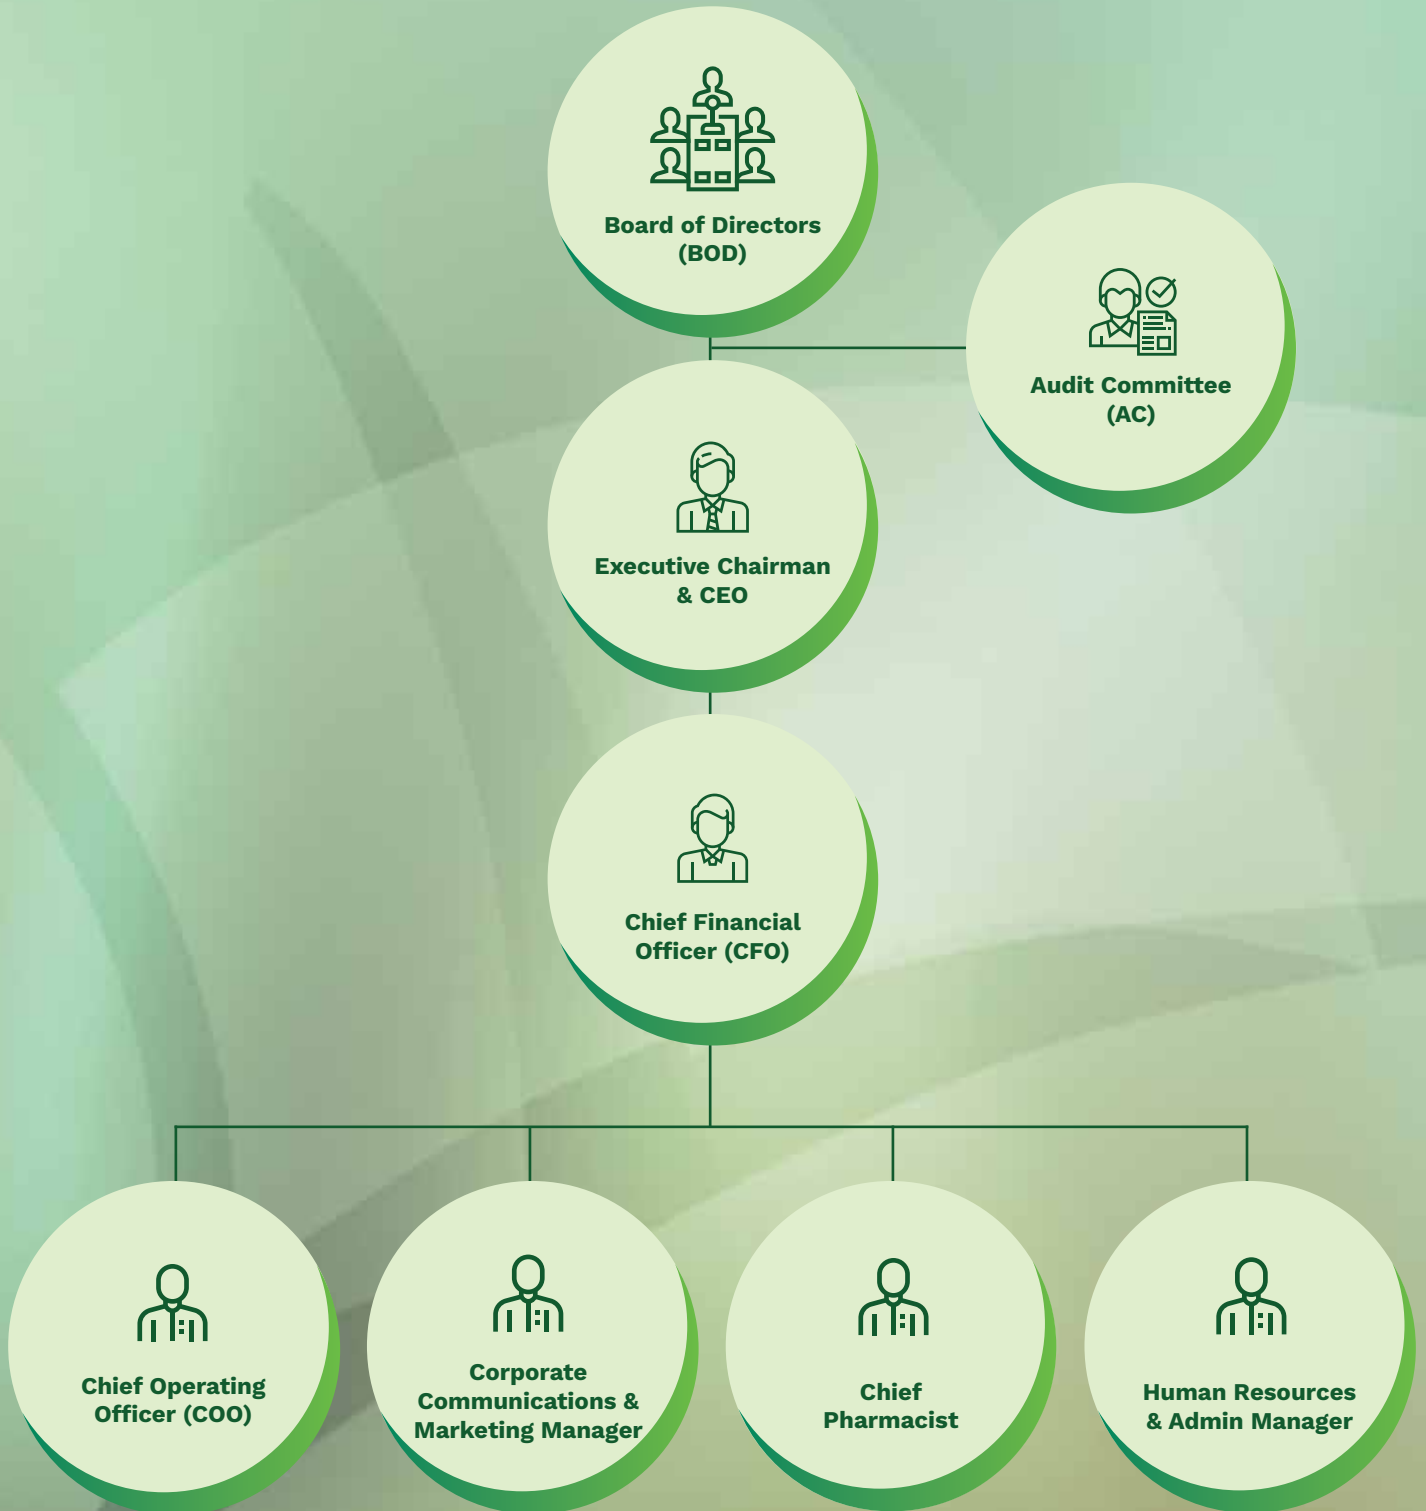 Board of Directors
(BOD)
Audit Committee
(AC)
Executive Chairman
& CEO
Chief Financial
Officer (CFO)
Chief Operating
Officer (COO)
Corporate
Communications &
Marketing Manager
Chief
Pharmacist
Human Resources
& Admin Manager